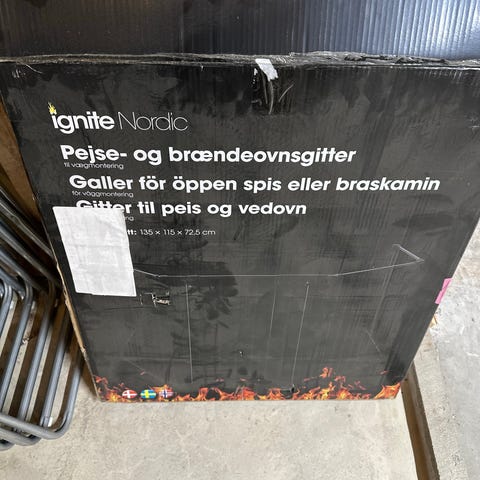 ignite Nordic
Pejse- og brændeovnsgitter
til vægmontering
Galler för öppen spis eller braskamin
för väggmontering
Gitter til peis og vedovn
tt: 135 x 115 x 72.5 cm